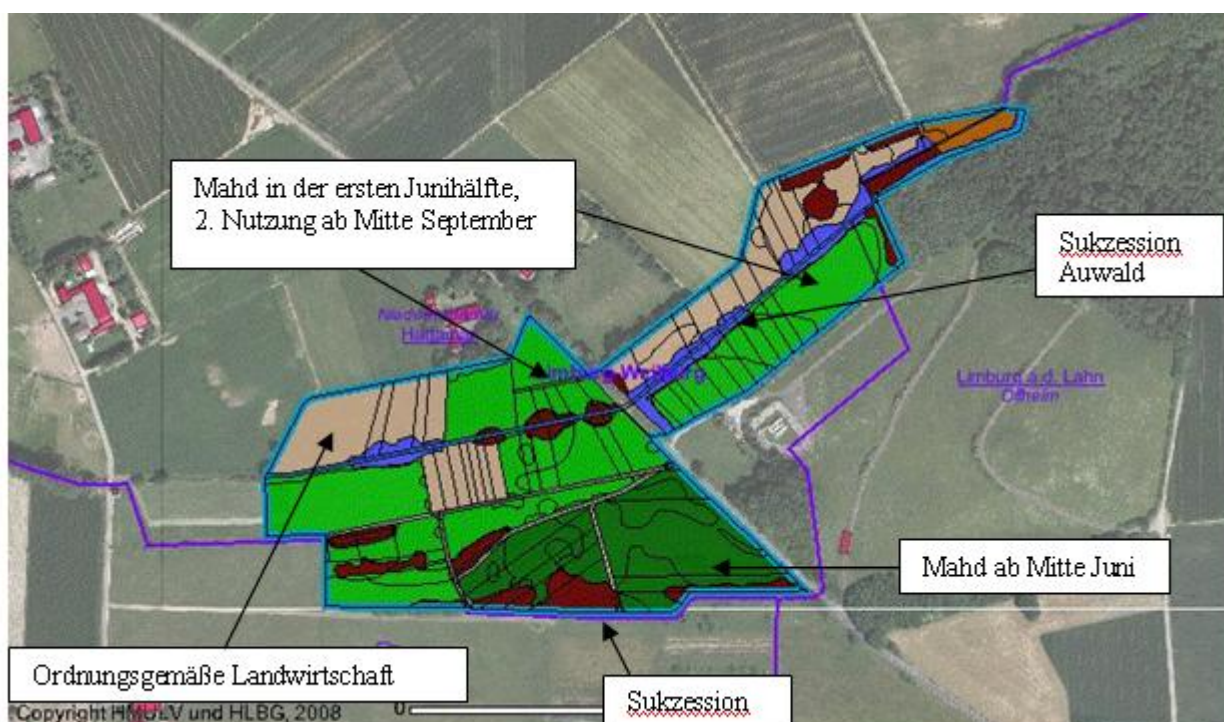 Mahd in der ersten Junihälfte,
2. Nutzung ab Mitte September
Sukzession
Auwald
Limburg a.d. Lahn
Offheim
Mahd ab Mitte Juni
Ordnungsgemäße Landwirtschaft
Sukzession
Copyright HMULV und HLBG, 2008
0